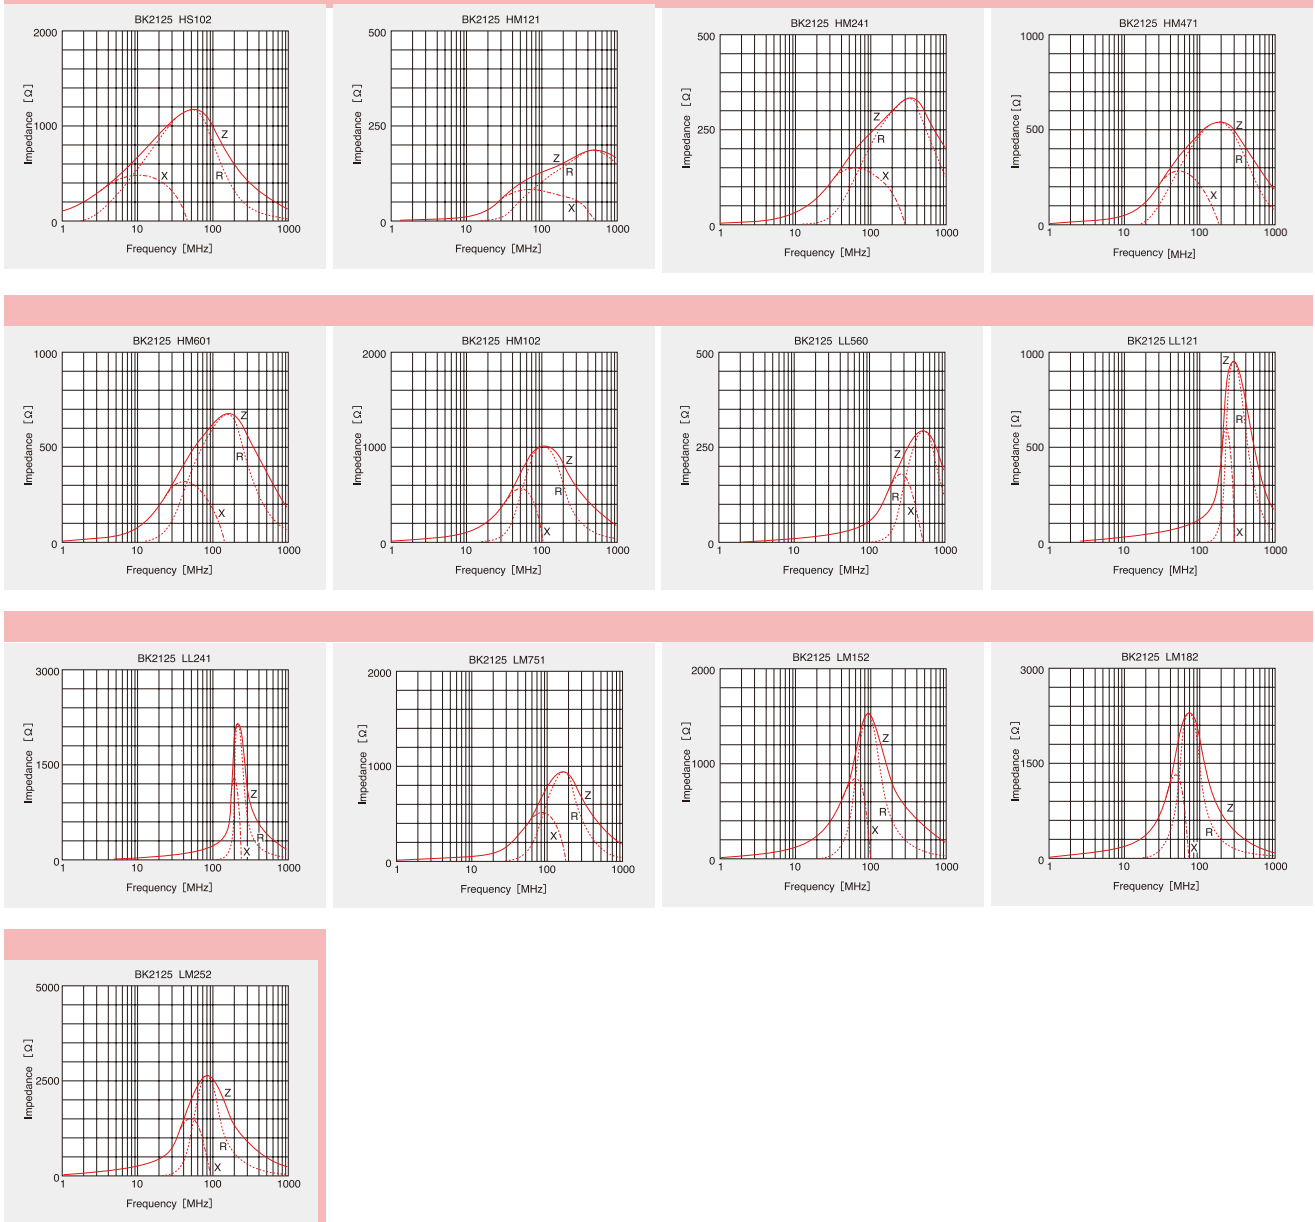 BK2125 HS102
2000
1000
0
Impedance [Ω]
Z
R
X
1 10 100 1000
Frequency [MHz]
BK2125 HM121
500
250
0
Impedance [Ω]
Z
R
X
1 10 100 1000
Frequency [MHz]
BK2125 HM241
500
250
0
Impedance [Ω]
Z
R
X
1 10 100 1000
Frequency [MHz]
BK2125 HM471
1000
500
0
Impedance [Ω]
Z
R
X
1 10 100 1000
Frequency [MHz]
BK2125 HM601
1000
500
0
Impedance [Ω]
Z
R
X
1 10 100 1000
Frequency [MHz]
BK2125 HM102
2000
1000
0
Impedance [Ω]
Z
R
X
1 10 100 1000
Frequency [MHz]
BK2125 LL560
500
250
0
Impedance [Ω]
Z
R
X
1 10 100 1000
Frequency [MHz]
BK2125 LL121
1000
500
0
Impedance [Ω]
Z
R
X
1 10 100 1000
Frequency [MHz]
BK2125 LL241
3000
1500
0
Impedance [Ω]
Z
R
X
1 10 100 1000
Frequency [MHz]
BK2125 LM751
2000
1000
0
Impedance [Ω]
Z
R
X
1 10 100 1000
Frequency [MHz]
BK2125 LM152
2000
1000
0
Impedance [Ω]
Z
R
X
1 10 100 1000
Frequency [MHz]
BK2125 LM182
3000
1500
0
Impedance [Ω]
Z
R
X
1 10 100 1000
Frequency [MHz]
BK2125 LM252
5000
2500
0
Impedance [Ω]
Z
R
X
1 10 100 1000
Frequency [MHz]